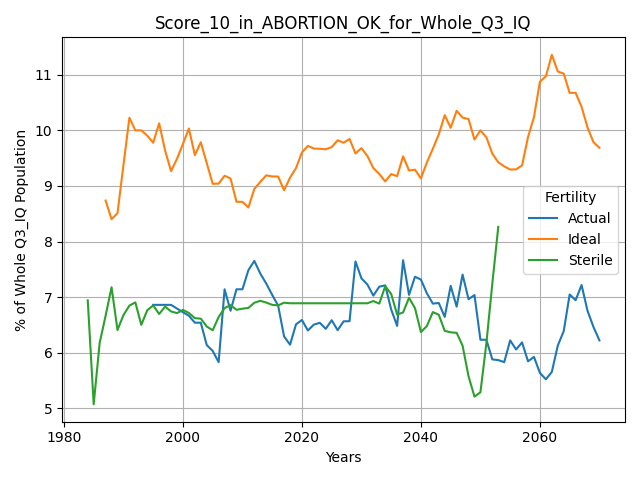 Score_10_in_ABORTION_OK_for_Whole_Q3_IQ
% of Whole Q3_IQ Population
11
10
9
8
7
6
5
Fertility
Actual
Ideal
Sterile
1980
2000
2020
2040
2060
Years